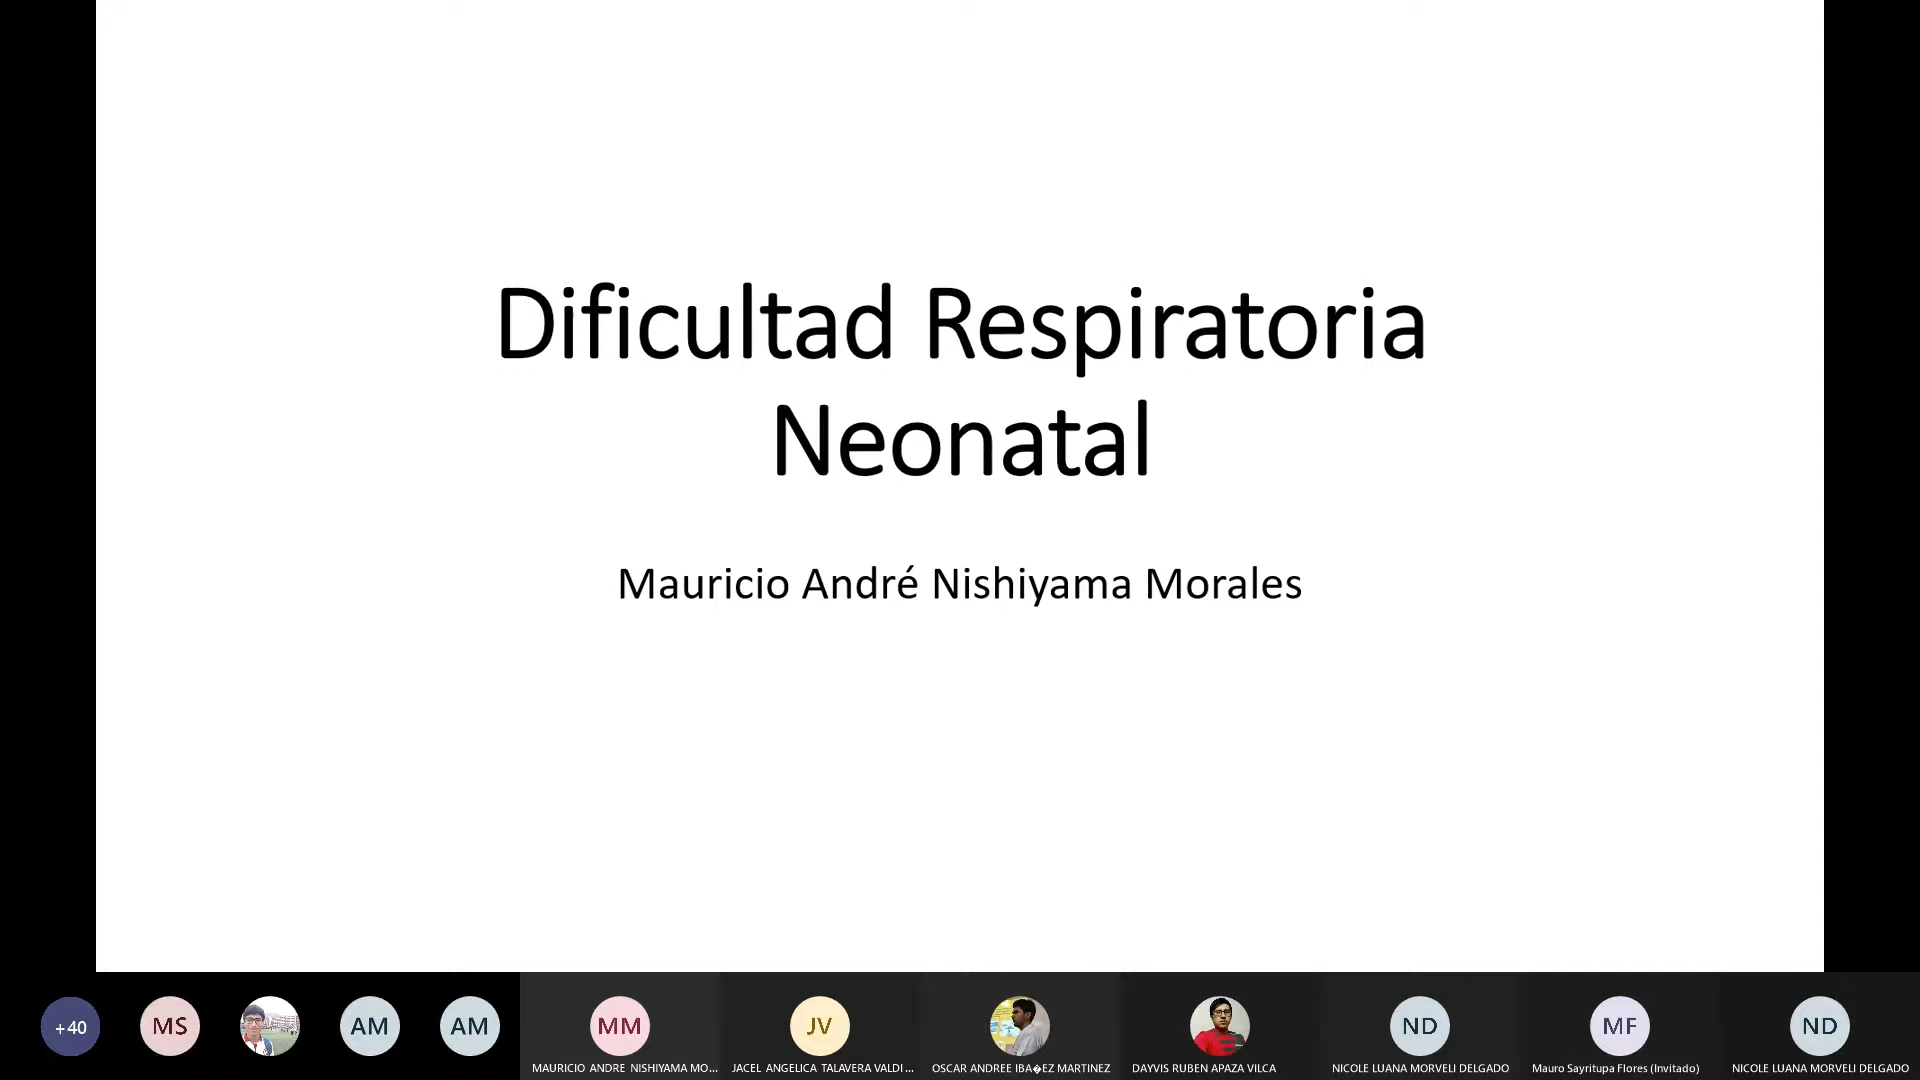 Dificultad Respiratoria
Neonatal
Mauricio André Nishiyama Morales
+40
MS
AM
AM
MM
JV
ND
MF
ND
MAURICIO ANDRE NISHIYAMA MO...
JACEL ANGELICA TALAVERA VALDI...
OSCAR ANDREE IBA�EZ MARTINEZ
DAYVIS RUBEN APAZA VILCA
NICOLE LUANA MORVELI DELGADO
Mauro Sayritupa Flores (Invitado)
NICOLE LUANA MORVELI DELGADO